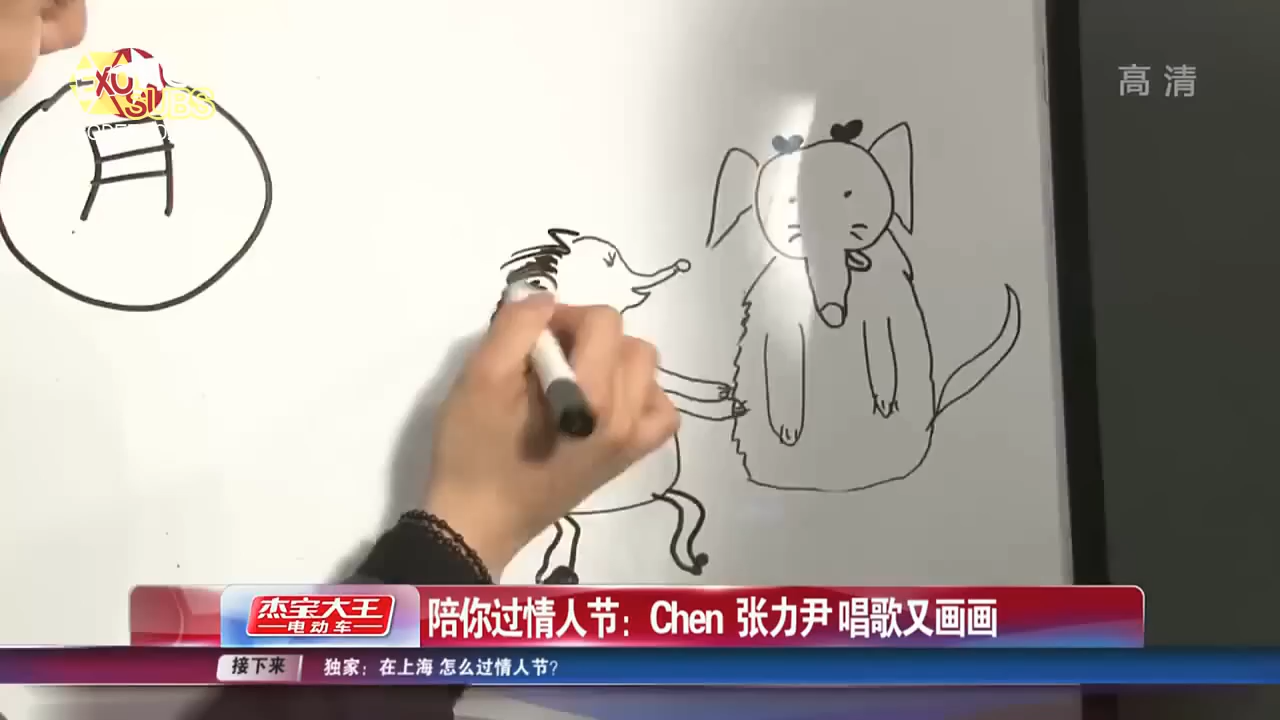 EXO
SUBS
高清
月
杰宝大王
电动车
陪你过情人节：Chen 张力尹 唱歌又画画
接下来
独家：在上海 怎么过情人节?